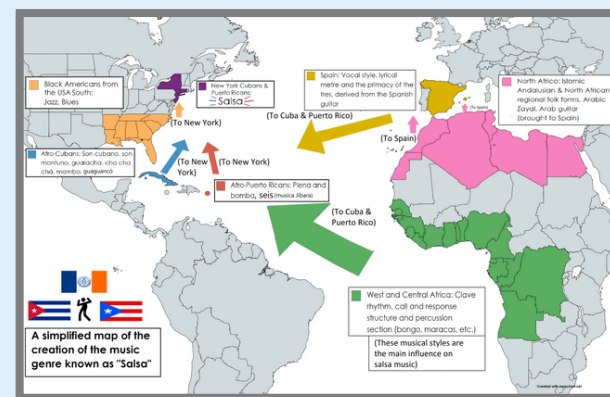 Black Americans from
the USA South:
Jazz, Blues
New York Cubans &
Puerto Ricans:
Salsa
(To New York)
Spain: Vocal style, lyrical
metre and the primacy of the
tres, derived from the Spanish
guitar
(To Spain)
North Africa: Islamic
Andalusian & North African
regional folk forms, Arabic
Zayal, Arab guitar
(brought to Spain)
(To Cuba & Puerto Rico)
(To Spain)
Afro-Cubans: Son cubano, son
montuno, guaracha, cha cha
chá, mambo, guaguancó
(To New
York)
(To New York)
Afro-Puerto Ricans: Plena and
bomba, seis (musica Jíbara)
(To Cuba &
Puerto Rico)
West and Central Africa: Clave
rhythm, call and response
structure and percussion
section (bongo, maracas, etc.)
(These musical styles are
the main influence on
salsa music)
A simplified map of the
creation of the music
genre known as "Salsa"
Created with mapchart.net